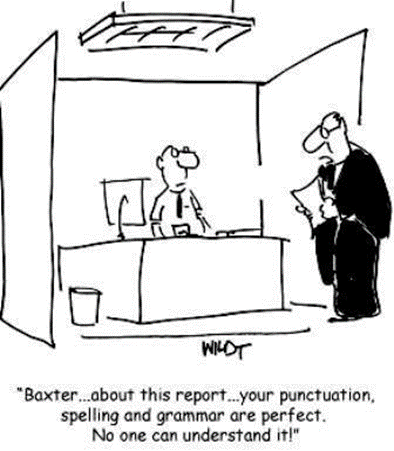 WILDT
"Baxter...about this report...your punctuation,
spelling and grammar are perfect.
No one can understand it!"